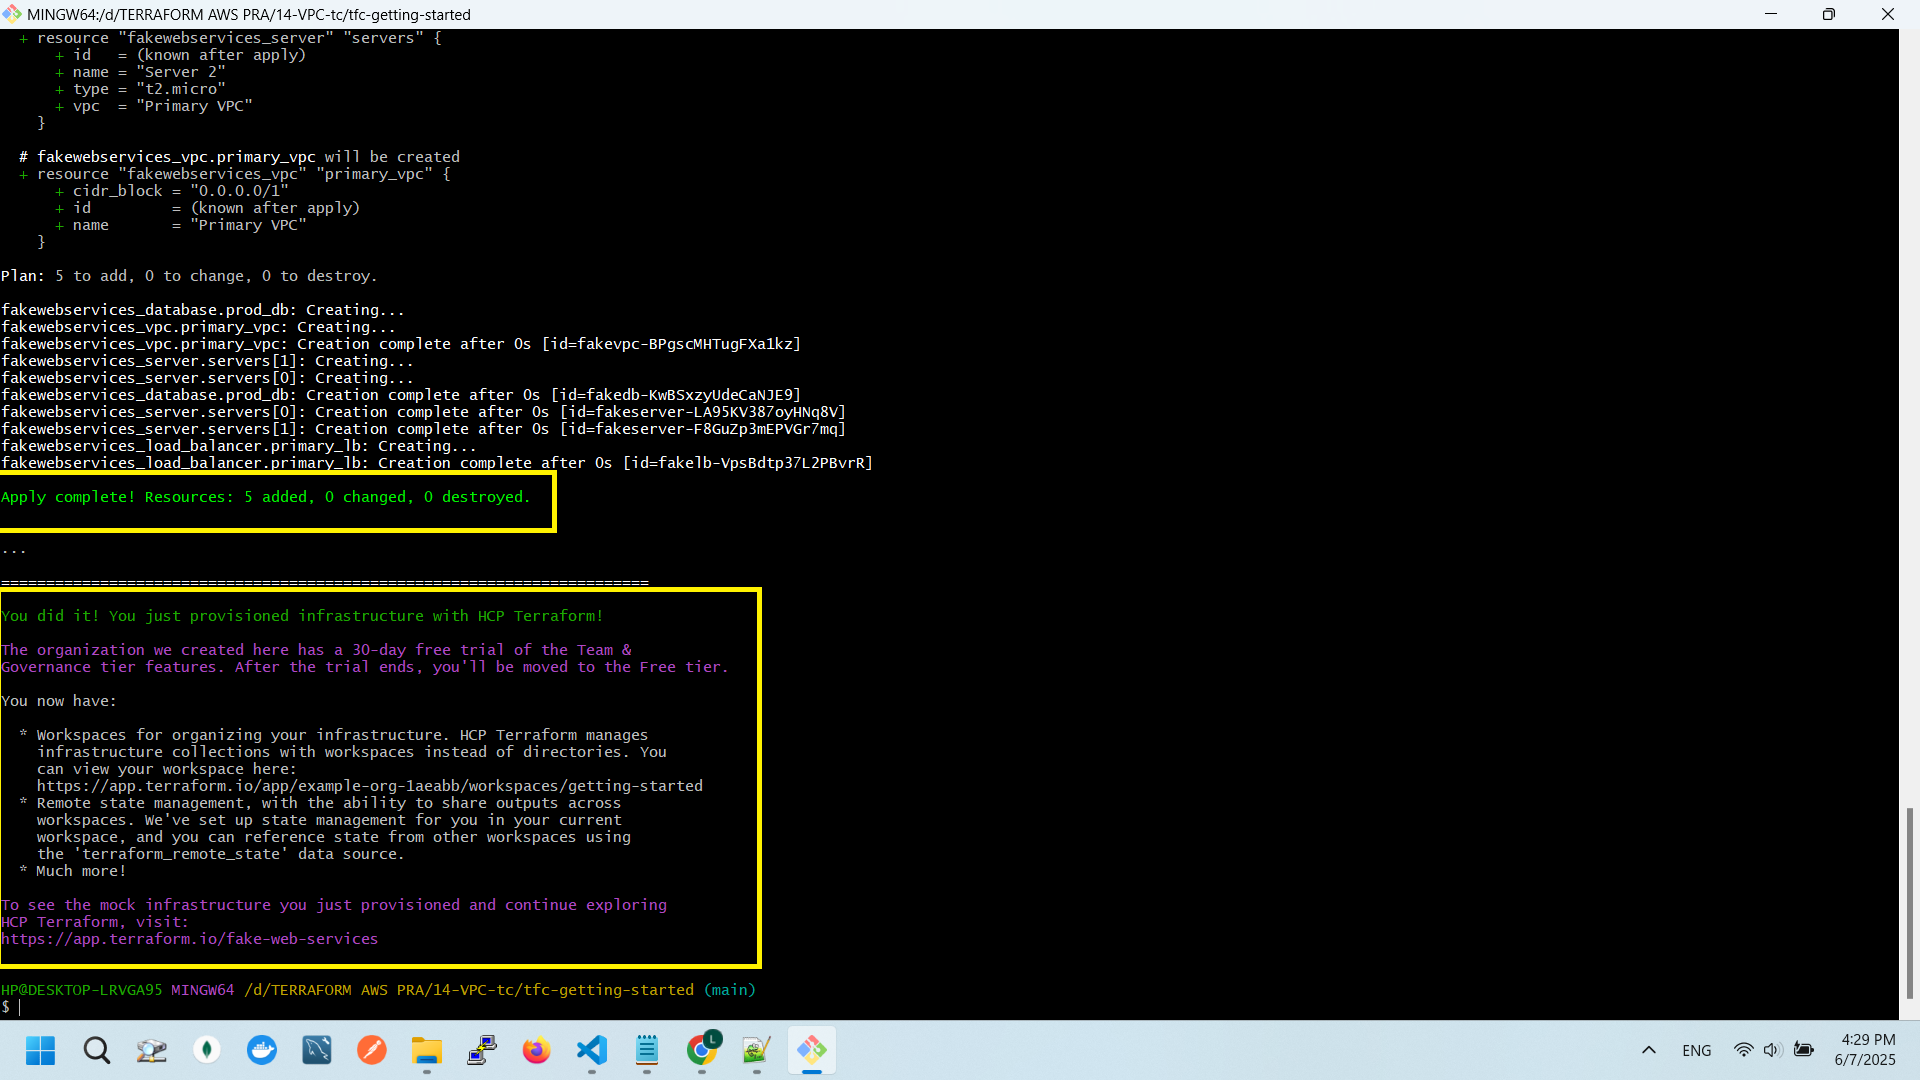 MINGW64:/d/TERRAFORM AWS PRA/14-VPC-tc/tfc-getting-started
+ resource "fakewebservices_server" "servers" {
+ id   = (known after apply)
+ name = "Server 2"
+ type = "t2.micro"
+ vpc  = "Primary VPC"
}
# fakewebservices_vpc.primary_vpc will be created
+ resource "fakewebservices_vpc" "primary_vpc" {
+ cidr_block = "0.0.0.0/1"
+ id         = (known after apply)
+ name       = "Primary VPC"
}
Plan: 5 to add, 0 to change, 0 to destroy.
fakewebservices_database.prod_db: Creating...
fakewebservices_vpc.primary_vpc: Creating...
fakewebservices_vpc.primary_vpc: Creation complete after 0s [id=fakevpc-BPgscMHTugFXa1kz]
fakewebservices_server.servers[1]: Creating...
fakewebservices_server.servers[0]: Creating...
fakewebservices_database.prod_db: Creation complete after 0s [id=fakedb-KwBSxzyUdeCaNJE9]
fakewebservices_server.servers[0]: Creation complete after 0s [id=fakeserver-LA95KV387oyHNq8V]
fakewebservices_server.servers[1]: Creation complete after 0s [id=fakeserver-F8GuZp3mEPVGr7mq]
fakewebservices_load_balancer.primary_lb: Creating...
fakewebservices_load_balancer.primary_lb: Creation complete after 0s [id=fakelb-VpsBdtp37L2PBvrR]
Apply complete! Resources: 5 added, 0 changed, 0 destroyed.
...
========================================================================
You did it! You just provisioned infrastructure with HCP Terraform!
The organization we created here has a 30-day free trial of the Team &
Governance tier features. After the trial ends, you'll be moved to the Free tier.
You now have:
* Workspaces for organizing your infrastructure. HCP Terraform manages
infrastructure collections with workspaces instead of directories. You
can view your workspace here:
https://app.terraform.io/app/example-org-1aeabb/workspaces/getting-started
* Remote state management, with the ability to share outputs across
workspaces. We've set up state management for you in your current
workspace, and you can reference state from other workspaces using
the 'terraform_remote_state' data source.
* Much more!
To see the mock infrastructure you just provisioned and continue exploring
HCP Terraform, visit:
https://app.terraform.io/fake-web-services
HP@DESKTOP-LRVGA95 MINGW64 /d/TERRAFORM AWS PRA/14-VPC-tc/tfc-getting-started (main)
$
L
ENG
4:29 PM
6/7/2025